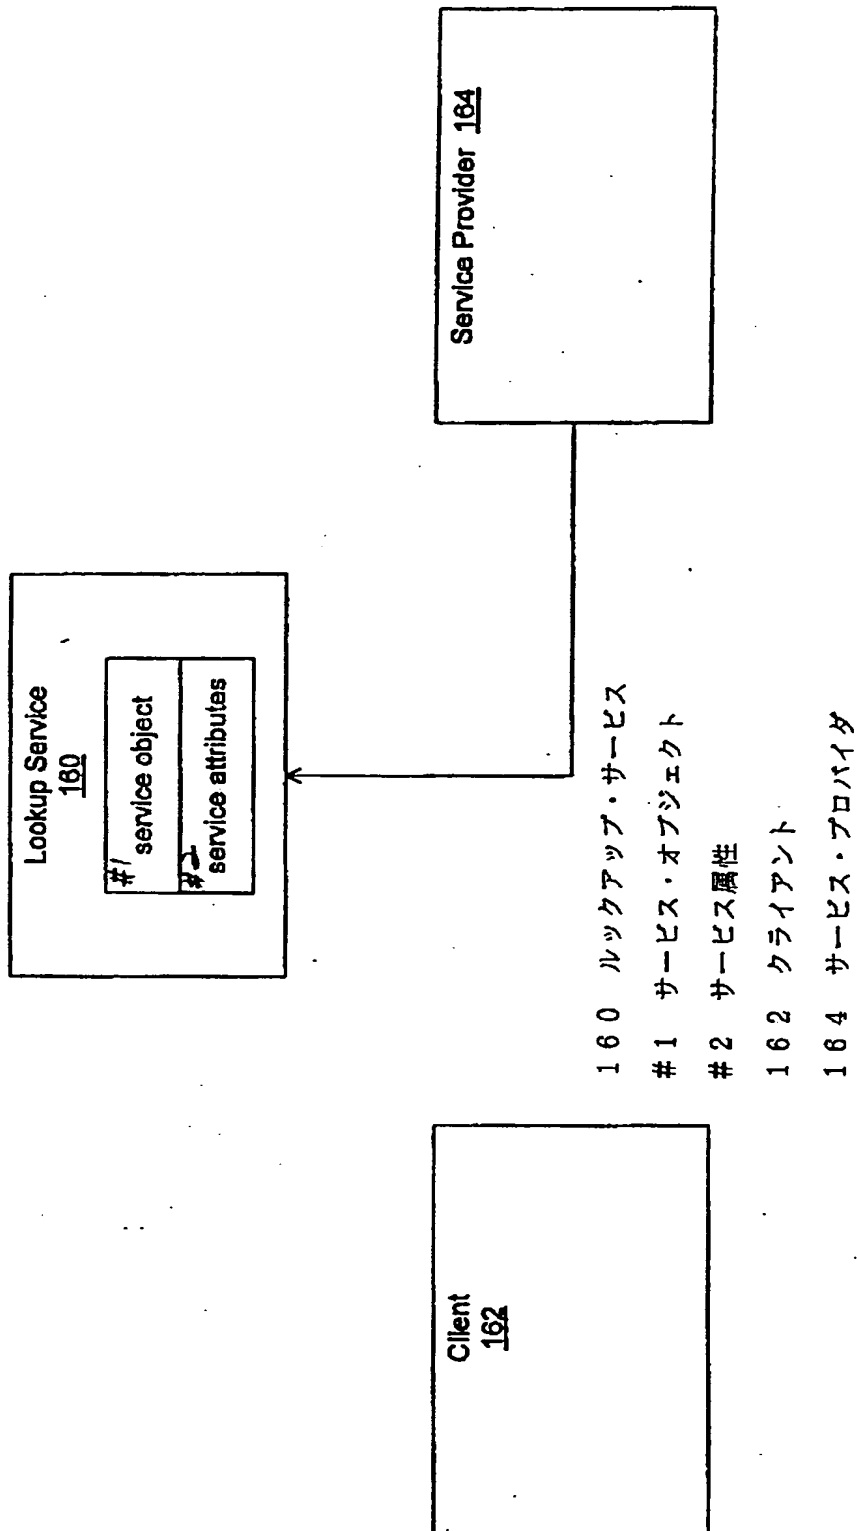 Lookup Service
160
#1
service object
#2
service attributes
Client
162
Service Provider 164
160 ルックアップ・サービス
#1 サービス・オブジェクト
#2 サービス属性
162 クライアント
164 サービス・プロバイダ